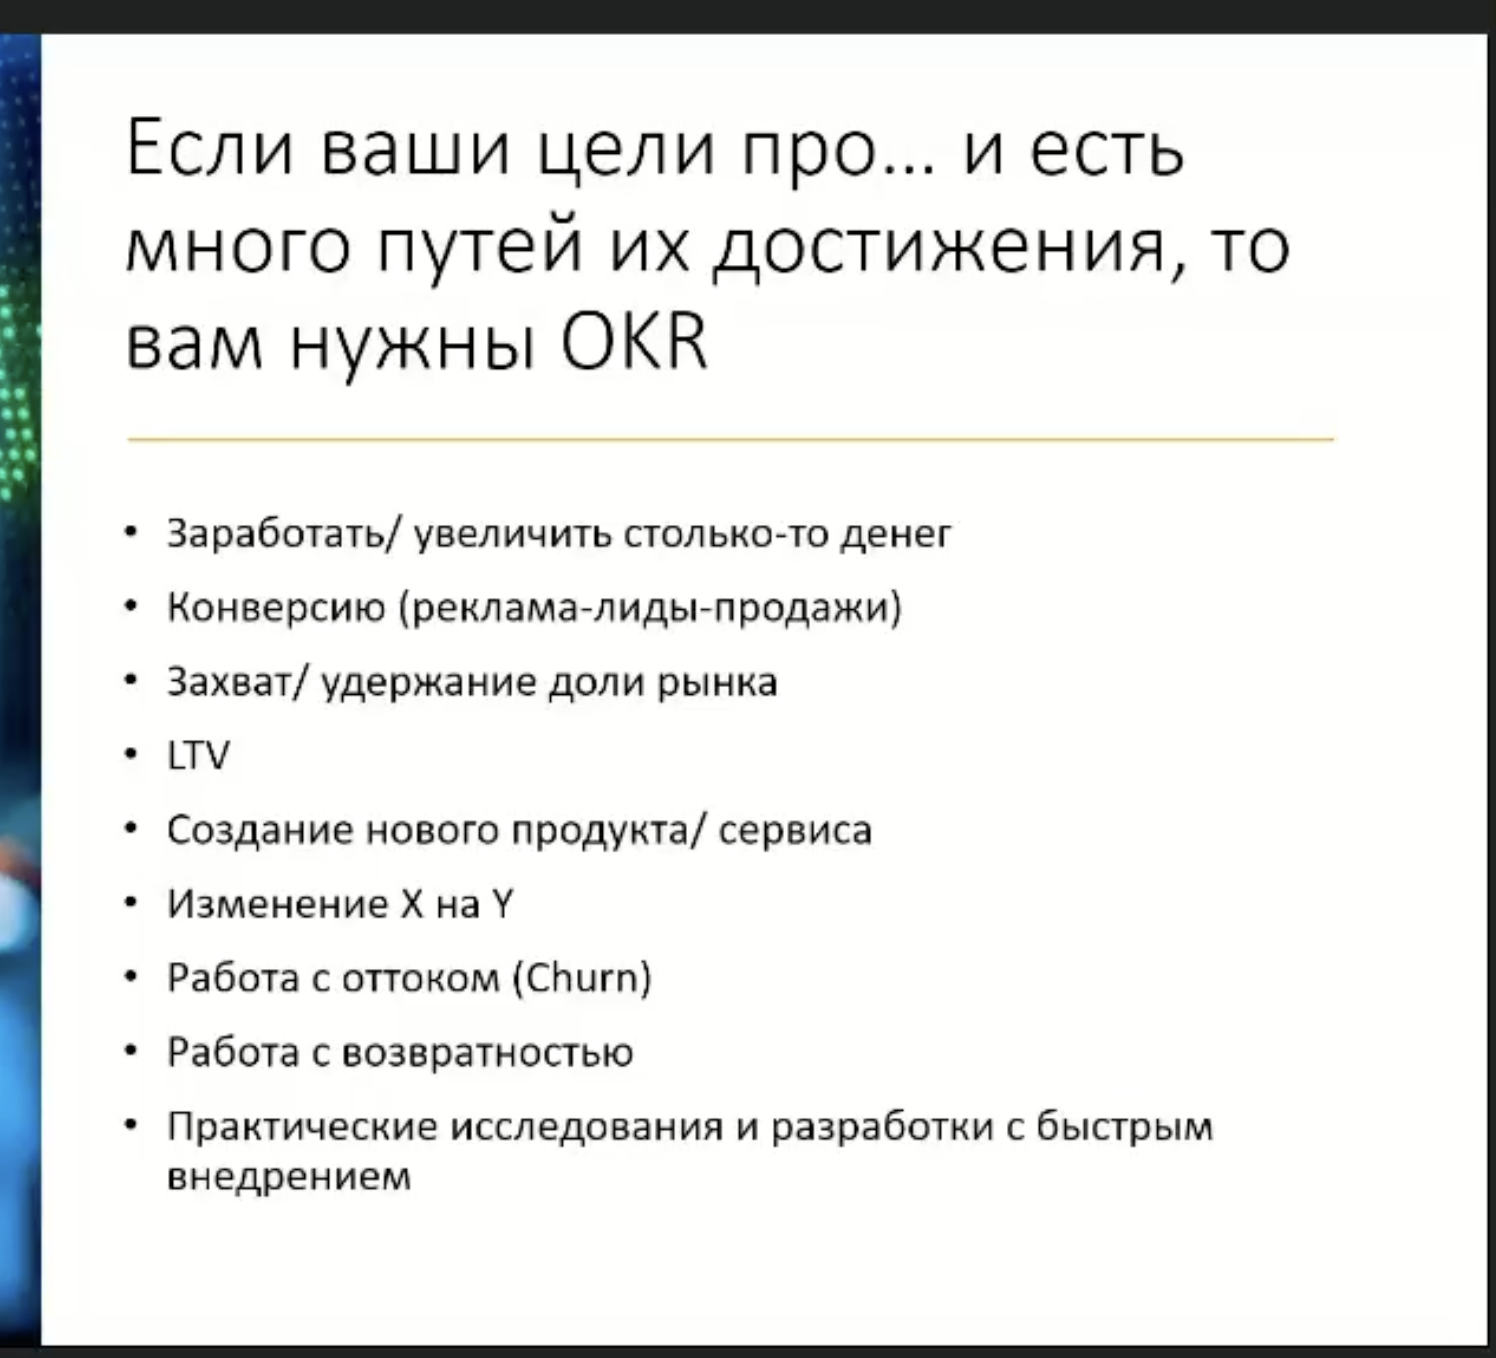 Если ваши цели про... и есть
много путей их достижения, то
вам нужны OKR
• Заработать/ увеличить столько-то денег
• Конверсию (реклама-лиды-продажи)
• Захват/ удержание доли рынка
• LTV
• Создание нового продукта/ сервиса
• Изменение X на Y
• Работа с оттоком (Churn)
• Работа с возвратностью
• Практические исследования и разработки с быстрым
внедрением